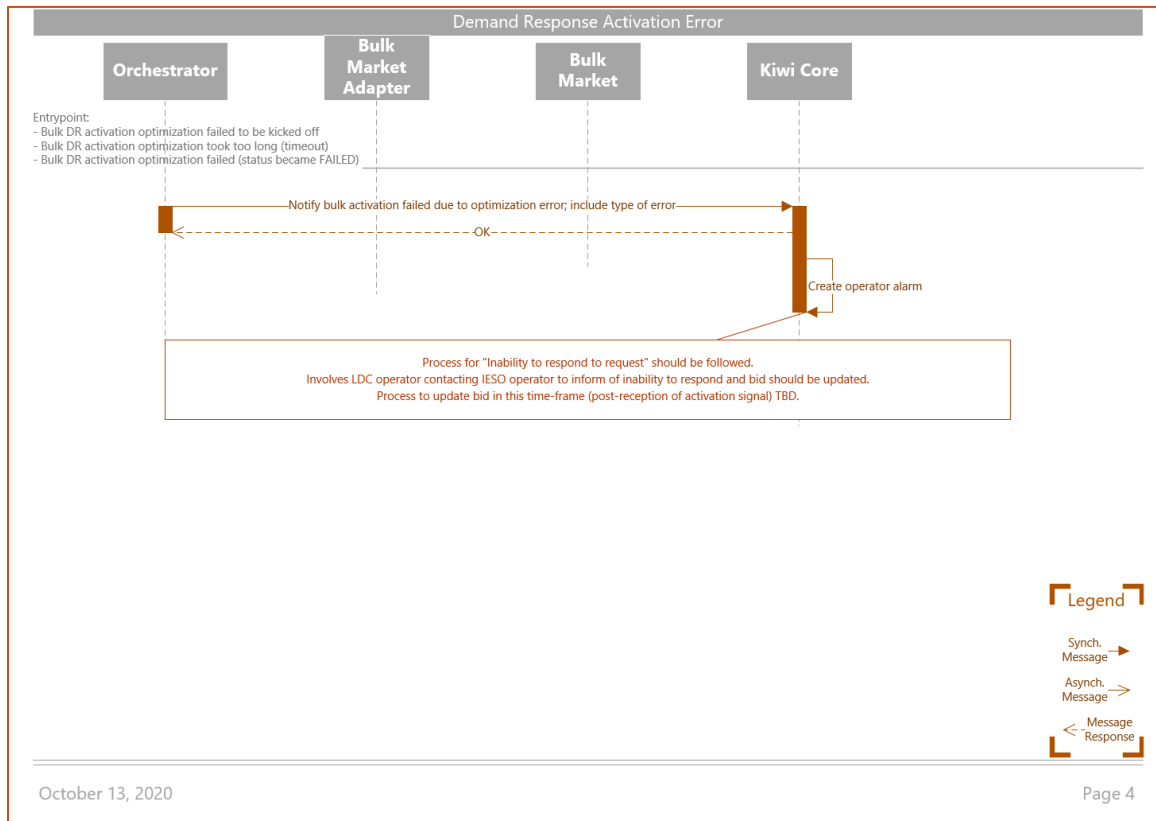 Demand Response Activation Error
Orchestrator
Bulk
Market
Adapter
Bulk
Market
Kiwi Core
Entrypoint:
- Bulk DR activation optimization failed to be kicked off
- Bulk DR activation optimization took too long (timeout)
- Bulk DR activation optimization failed (status became FAILED)
Notify bulk activation failed due to optimization error; include type of error
OK
Create operator alarm
Process for "Inability to respond to request" should be followed.
Involves LDC operator contacting IESO operator to inform of inability to respond and bid should be updated.
Process to update bid in this time-frame (post-reception of activation signal) TBD.
Legend
Synch.
Message
Asynch.
Message
Message
Response
October 13, 2020
Page 4